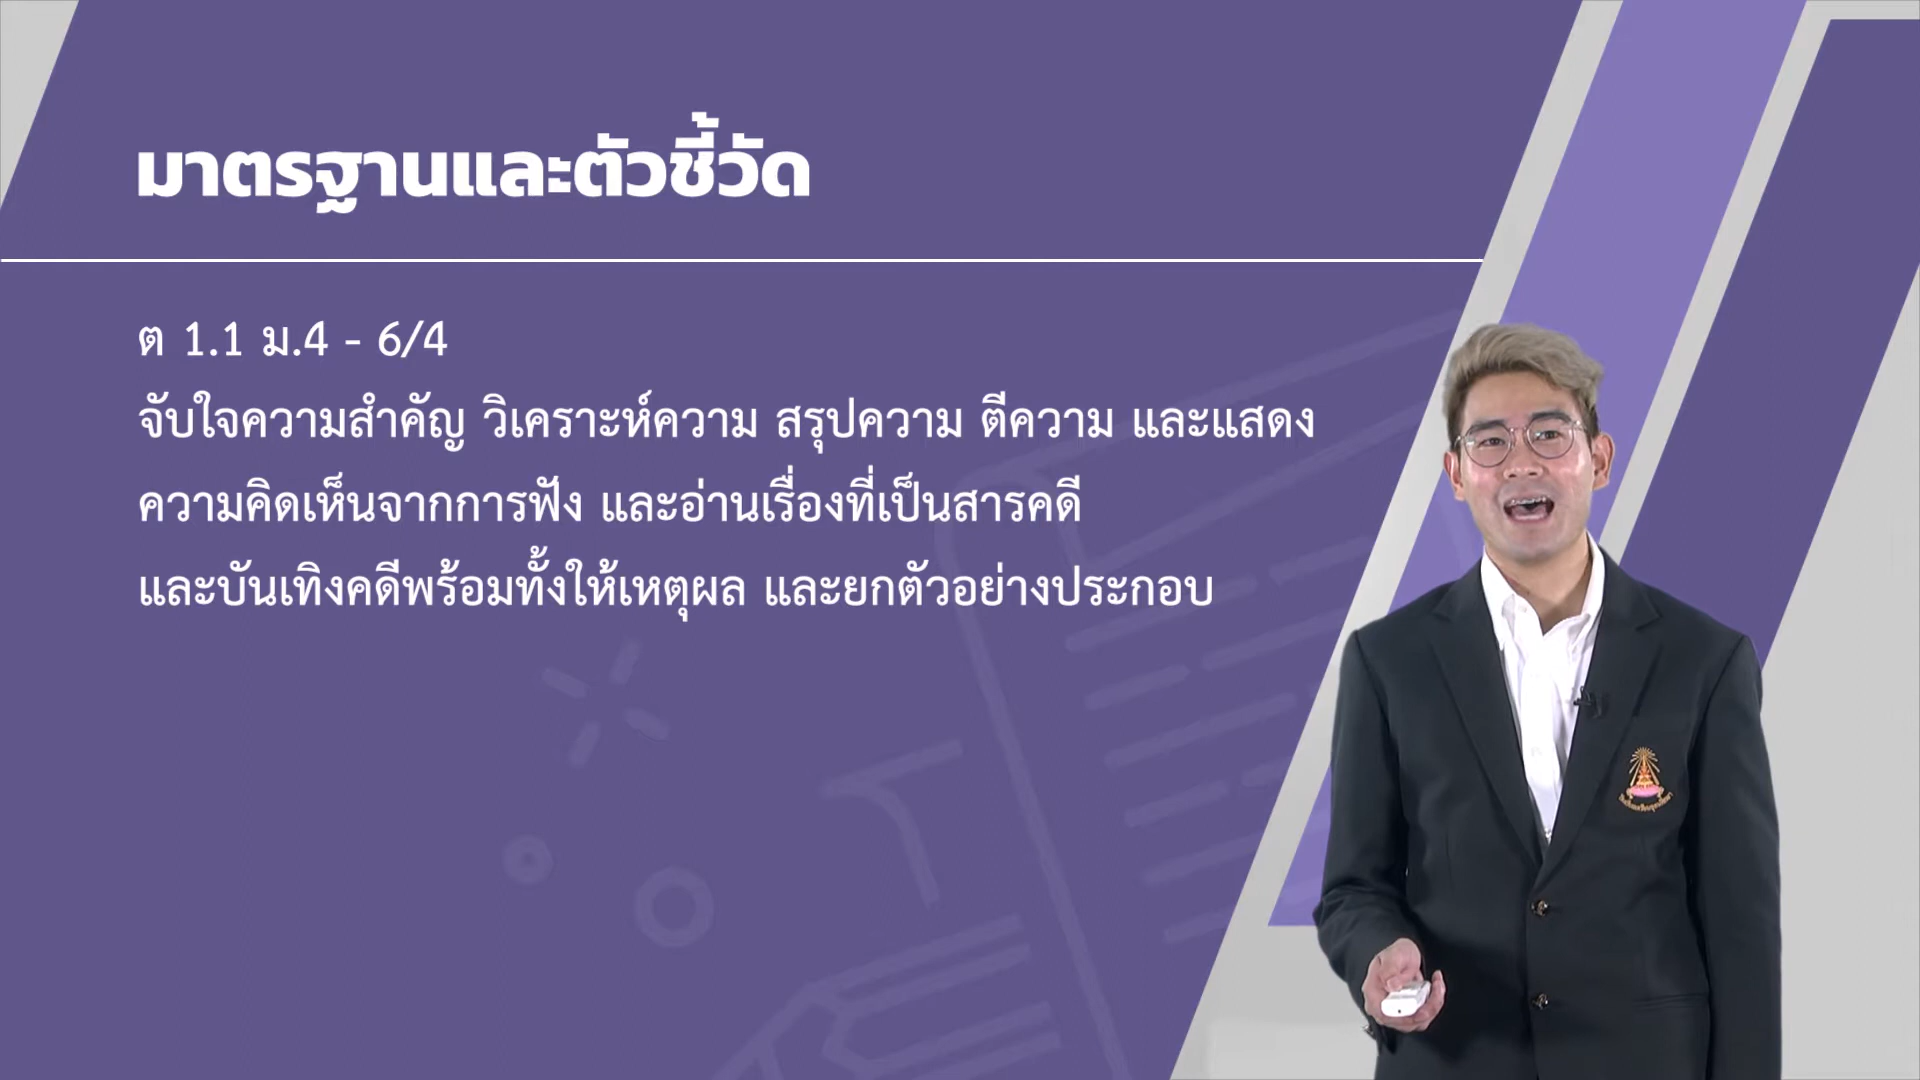 มาตรฐานและตัวชี้วัด
ต 1.1 ม.4 - 6/4
จับใจความสำคัญ วิเคราะห์ความ สรุปความ ตีความ และแสดง
ความคิดเห็นจากการฟัง และอ่านเรื่องที่เป็นสารคดี
และบันเทิงคดีพร้อมทั้งให้เหตุผล และยกตัวอย่างประกอบ